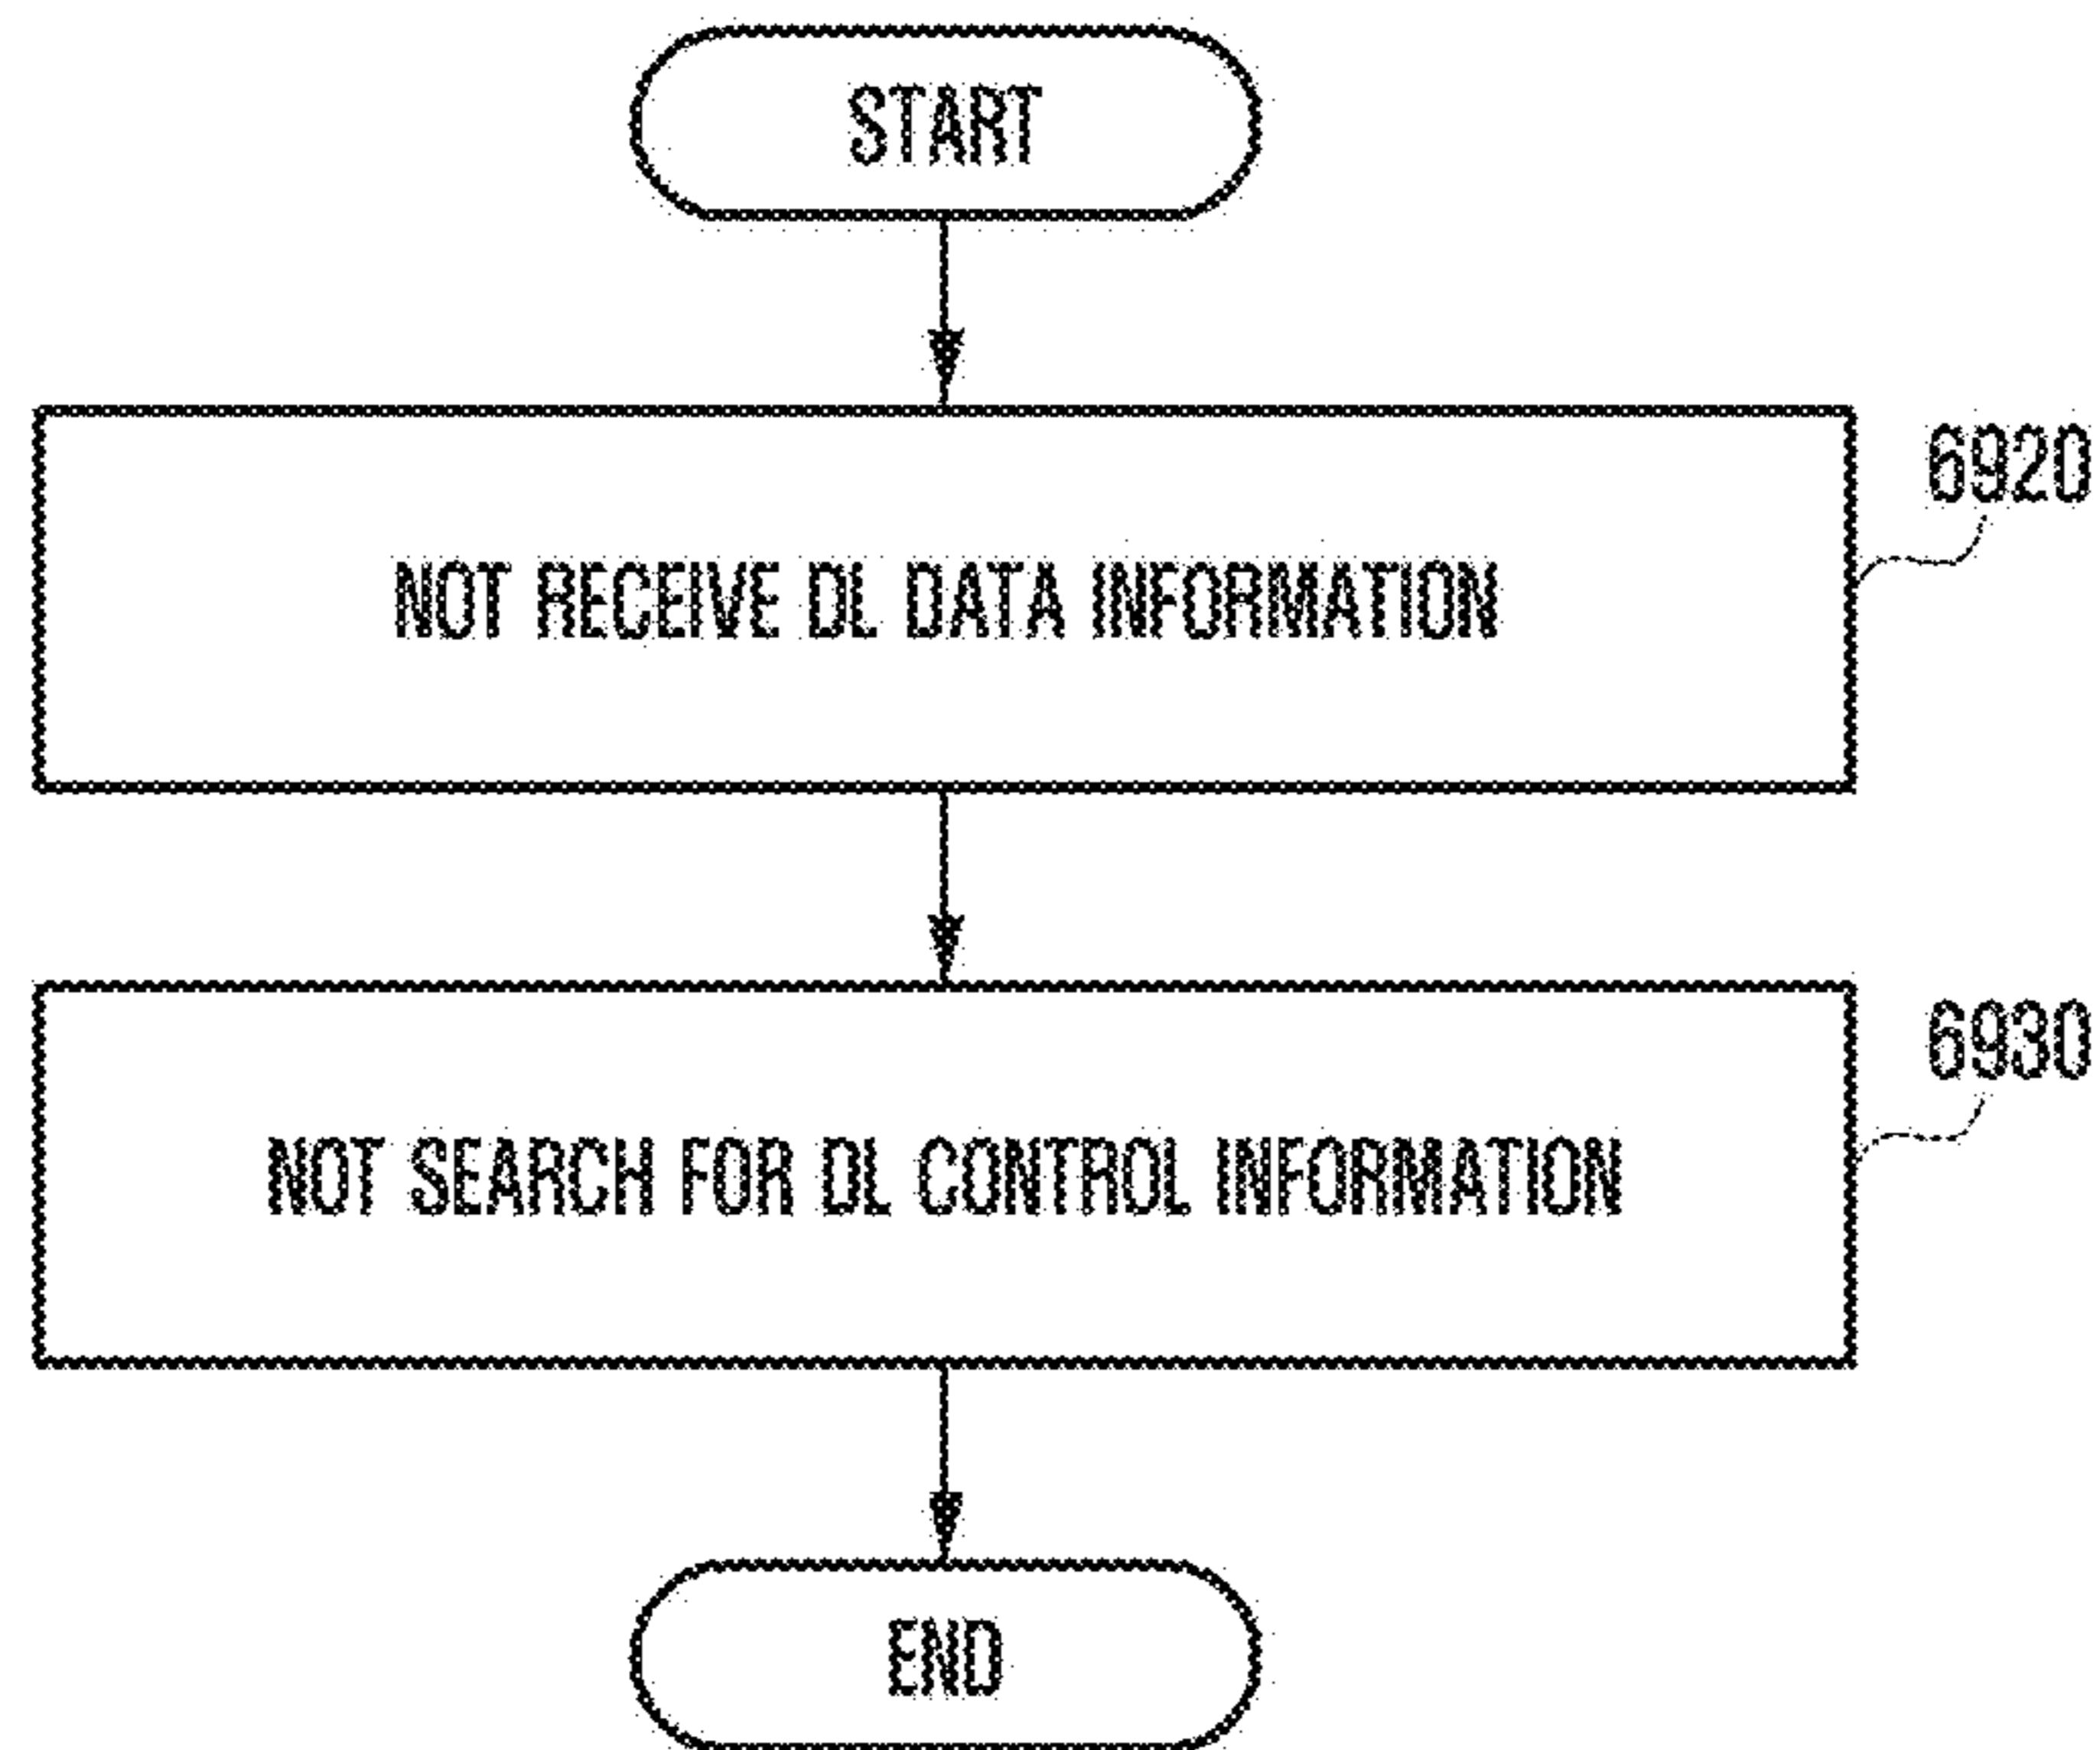 START
6920
NOT RECEIVE DL DATA INFORMATION
6930
NOT SEARCH FOR DL CONTROL INFORMATION
END